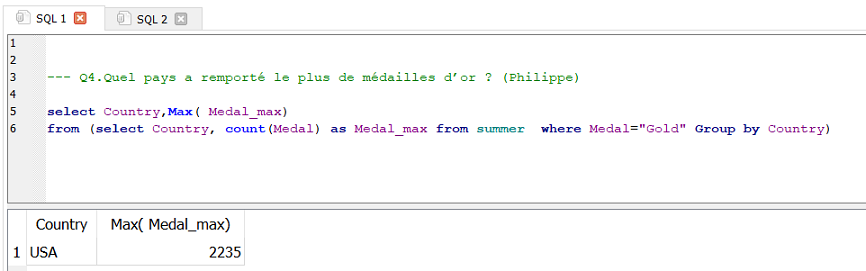 SQL 1 SQL 2
1
2
3 --- Q4.Quel pays a remporté le plus de médailles d’or ? (Philippe)
4
5 select Country,Max( Medal_max)
6 from (select Country, count(Medal) as Medal_max from summer  where Medal="Gold" Group by Country)
Country Max( Medal_max)
1 USA 2235